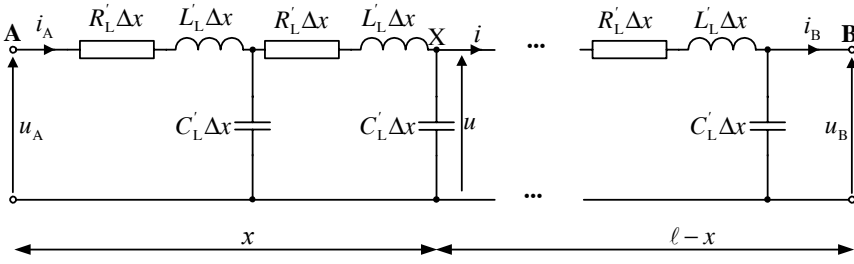 R'_L Δx L'_L Δx R'_L Δx L'_L Δx R'_L Δx L'_L Δx
A i_A X i ... i_B B
u_A C'_L Δx C'_L Δx u C'_L Δx u_B
...
x ℓ − x